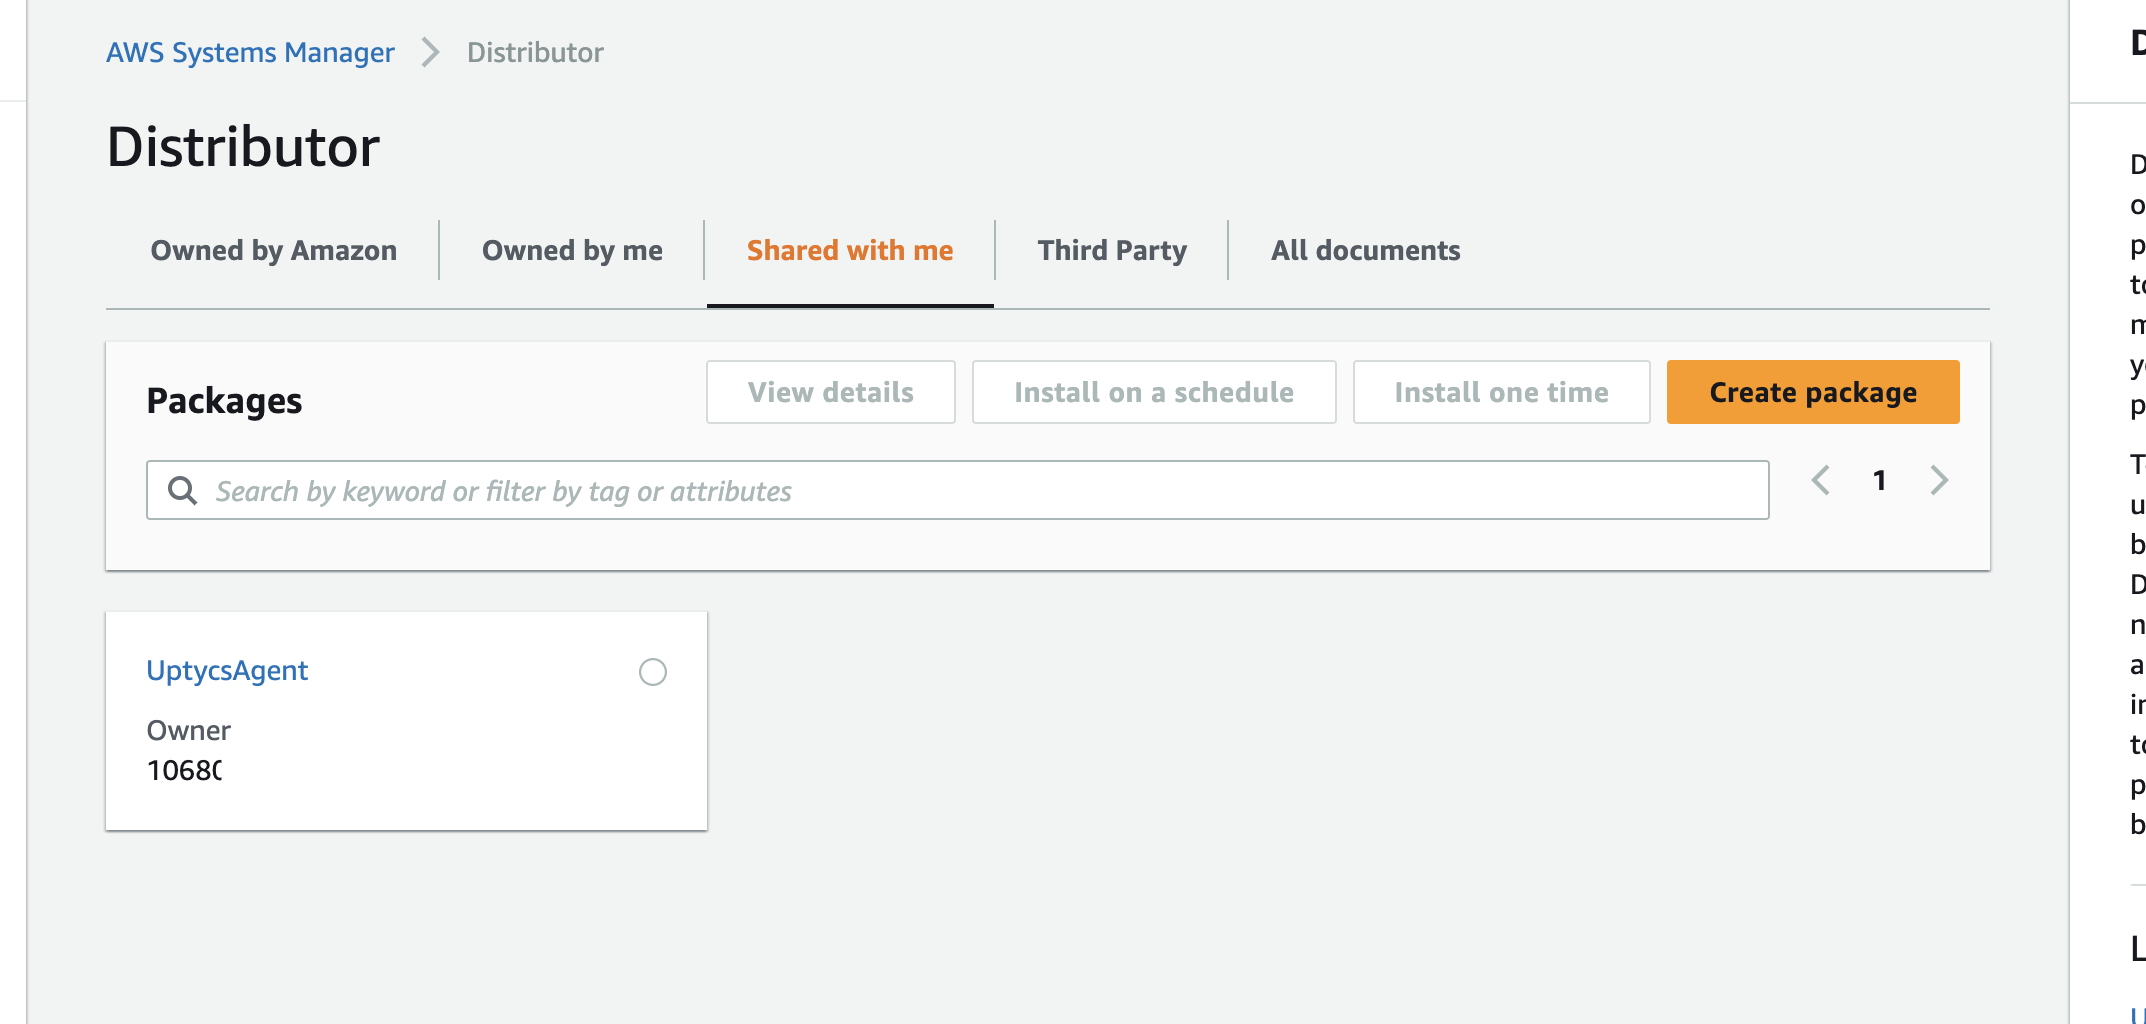 AWS Systems Manager > Distributor
Distributor
Owned by Amazon
Owned by me
Shared with me
Third Party
All documents
Packages
View details
Install on a schedule
Install one time
Create package
Search by keyword or filter by tag or attributes
1
UptycsAgent
Owner
1068